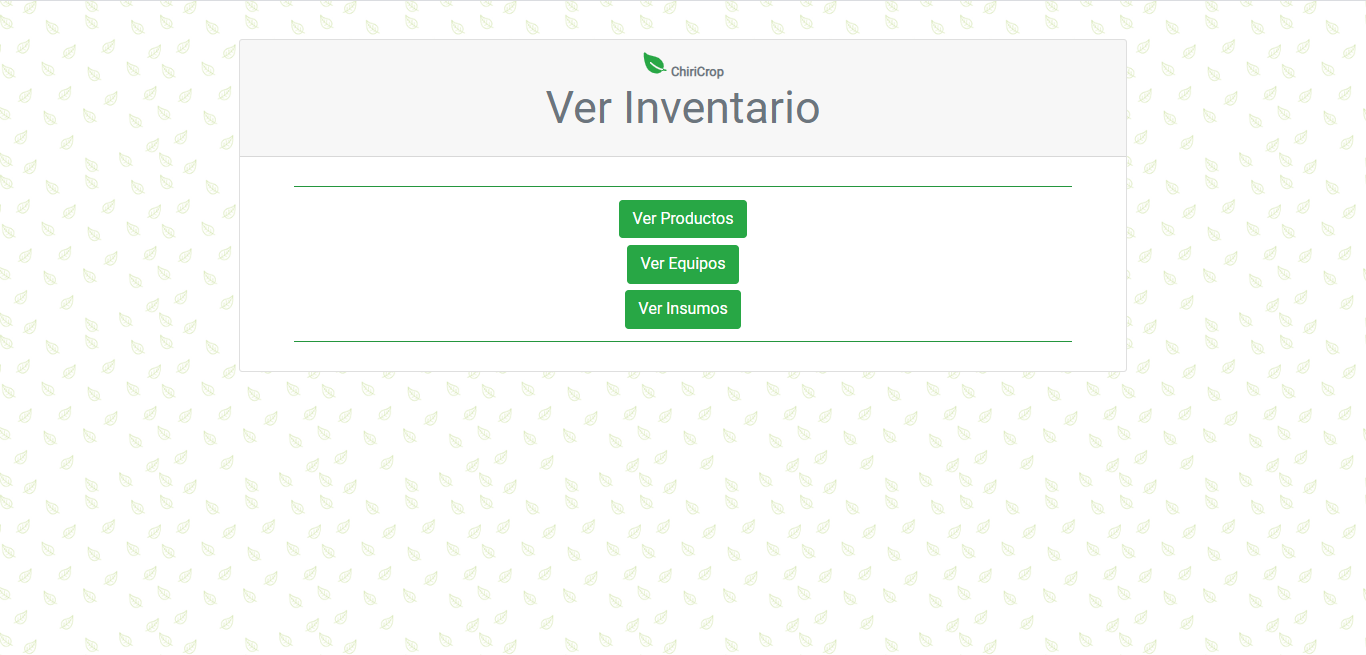 ChiriCrop
Ver Inventario
Ver Productos
Ver Equipos
Ver Insumos